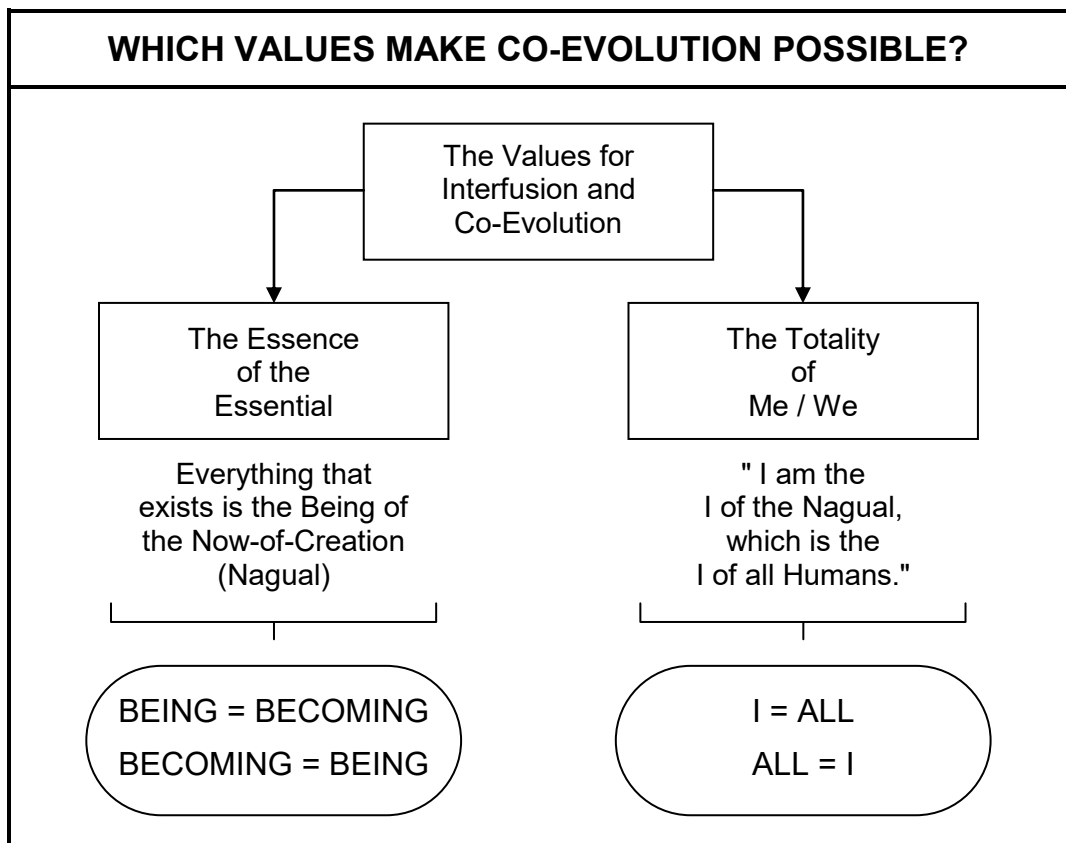 WHICH VALUES MAKE CO-EVOLUTION POSSIBLE?
The Values for
Interfusion and
Co-Evolution
The Essence
of the
Essential
Everything that
exists is the Being of
the Now-of-Creation
(Nagual)
BEING = BECOMING
BECOMING = BEING
The Totality
of
Me / We
" I am the
I of the Nagual,
which is the
I of all Humans."
I = ALL
ALL = I